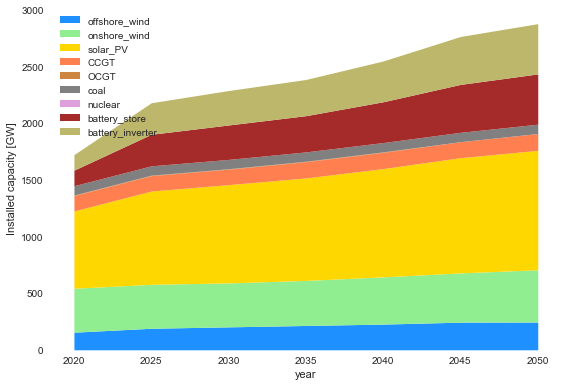 3000
2500
2000
1500
1000
500
0
Installed capacity [GW]
offshore_wind
onshore_wind
solar_PV
CCGT
OCGT
coal
nuclear
battery_store
battery_inverter
2020 2025 2030 2035 2040 2045 2050
year